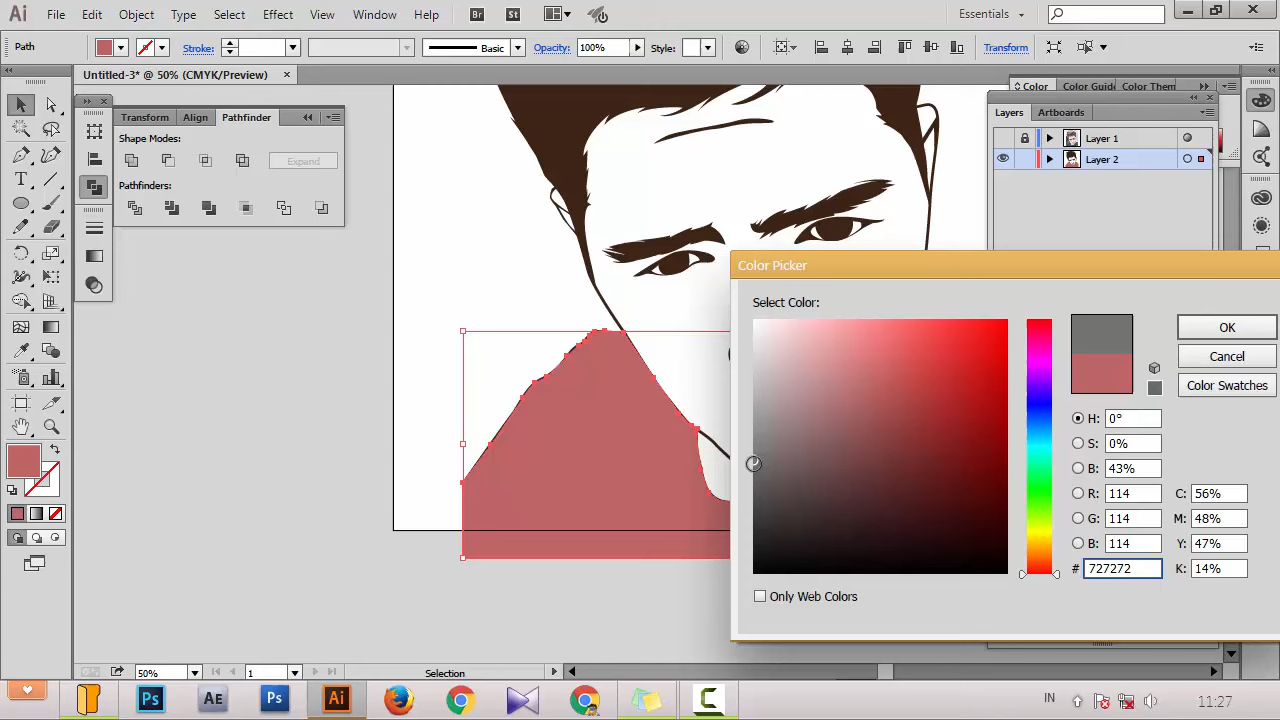 Ai File Edit Object Type Select Effect View Window Help Br St Essentials
Path Stroke: Basic Opacity: 100% Style: Transform
Untitled-3* @ 50% (CMYK/Preview) ×
Color Color Guide Color Them
Transform Align Pathfinder
Layers Artboards
Shape Modes:
Layer 1
Expand
Layer 2
Pathfinders:
Color Picker
Select Color:
OK
Cancel
Color Swatches
H: 0°
S: 0%
B: 43%
R: 114 C: 56%
G: 114 M: 48%
B: 114 Y: 47%
# 727272 K: 14%
Only Web Colors
50% 1 Selection
Ps AE Ps Ai C IN 11:27